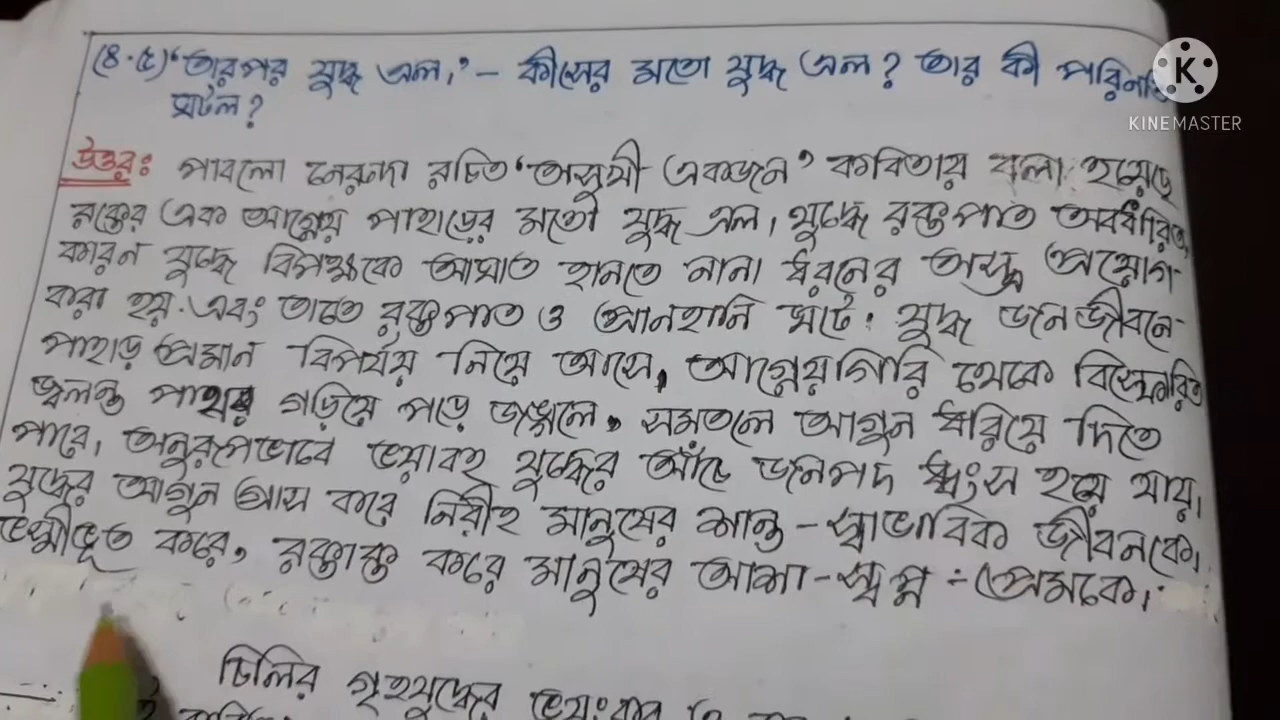 (৪.৫) 'তারপর যুদ্ধ এল।' - কীসের মতো যুদ্ধ এল? তার কী পরিনতি
ঘটল?
KINEMASTER
উত্তরঃ পাবলো নেরুদা রচিত 'অসুখী একজন' কবিতায় বলা হয়েছে
রক্তের এক আগ্নেয় পাহাড়ের মতো যুদ্ধ এল। যুদ্ধে রক্তপাত অবধারিত,
কারন যুদ্ধে বিপক্ষকে আঘাত হানতে নানা ধরনের অস্ত্র প্রয়োগ
করা হয়. এবং তাতে রক্তপাত ও প্রানহানি ঘটে. যুদ্ধ জনজীবনে-
পাহাড় প্রমান বিপর্যয় নিয়ে আসে, আগ্নেয়গিরি থেকে বিস্ফোরিত
জ্বলন্ত পাথর গড়িয়ে পড়ে জঙ্গলে, সমতলে আগুন ধরিয়ে দিতে
পারে, অনুরূপভাবে ভয়াবহ যুদ্ধের আঁচে জনপদ ধ্বংস হয়ে যায়।
যুদ্ধের আগুন গ্রাস করে নিরীহ মানুষের শান্ত-স্বাভাবিক জীবনকে।
ভস্মীভূত করে, রক্তাক্ত করে মানুষের আশা-স্বপ্ন-প্রেমকে।
চিলির গৃহযুদ্ধের